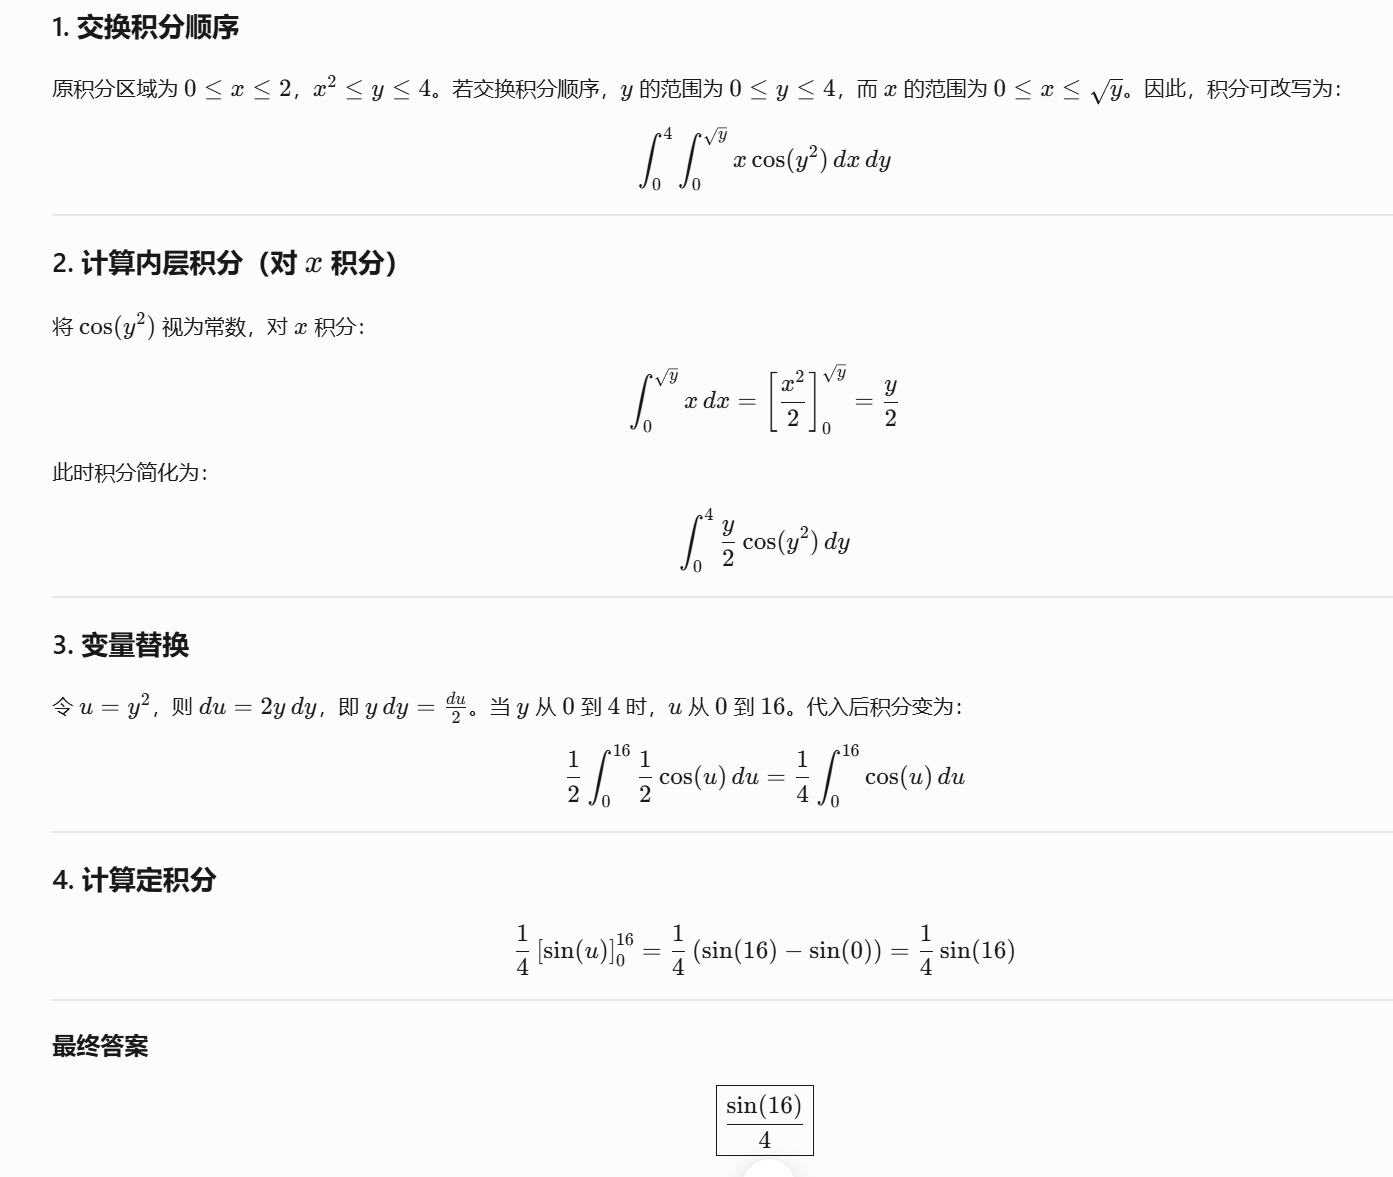 1. 交换积分顺序
原积分区域为 $0 \leq x \leq 2$，$x^2 \leq y \leq 4$。若交换积分顺序，$y$ 的范围为 $0 \leq y \leq 4$，而 $x$ 的范围为 $0 \leq x \leq \sqrt{y}$。因此，积分可改写为：
$\int_0^4 \int_0^{\sqrt{y}} x \cos(y^2) \, dx \, dy$
2. 计算内层积分（对 $x$ 积分）
将 $\cos(y^2)$ 视为常数，对 $x$ 积分：
$\int_0^{\sqrt{y}} x \, dx = \left[ \frac{x^2}{2} \right]_0^{\sqrt{y}} = \frac{y}{2}$
此时积分简化为：
$\int_0^4 \frac{y}{2} \cos(y^2) \, dy$
3. 变量替换
令 $u = y^2$，则 $du = 2y \, dy$，即 $y \, dy = \frac{du}{2}$。当 $y$ 从 $0$ 到 $4$ 时，$u$ 从 $0$ 到 $16$。代入后积分变为：
$\frac{1}{2} \int_0^{16} \frac{1}{2} \cos(u) \, du = \frac{1}{4} \int_0^{16} \cos(u) \, du$
4. 计算定积分
$\frac{1}{4} \left[ \sin(u) \right]_0^{16} = \frac{1}{4} (\sin(16) - \sin(0)) = \frac{1}{4} \sin(16)$
最终答案
$\boxed{\frac{\sin(16)}{4}}$